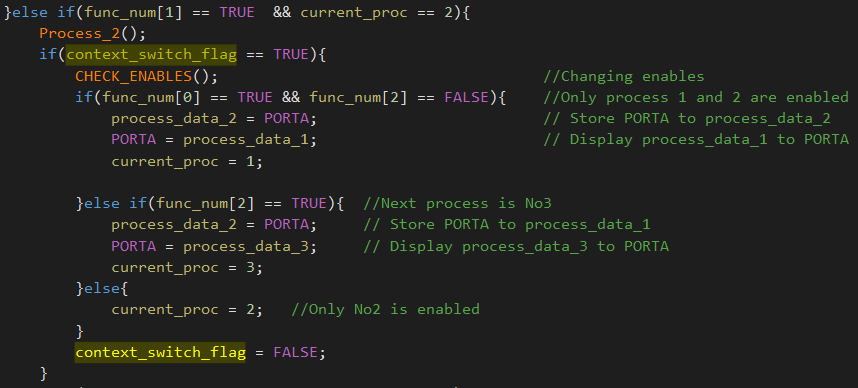 }else if(func_num[1] == TRUE  && current_proc == 2){
    Process_2();
    if(context_switch_flag == TRUE){
        CHECK_ENABLES();                                    //Changing enables
        if(func_num[0] == TRUE && func_num[2] == FALSE){    //Only process 1 and 2 are enabled
            process_data_2 = PORTA;                         // Store PORTA to process_data_2
            PORTA = process_data_1;                         // Display process_data_1 to PORTA
            current_proc = 1;

        }else if(func_num[2] == TRUE){  //Next process is No3
            process_data_2 = PORTA;     // Store PORTA to process_data_1
            PORTA = process_data_3;     // Display process_data_3 to PORTA
            current_proc = 3;
        }else{
            current_proc = 2;   //Only No2 is enabled
        }
        context_switch_flag = FALSE;
    }